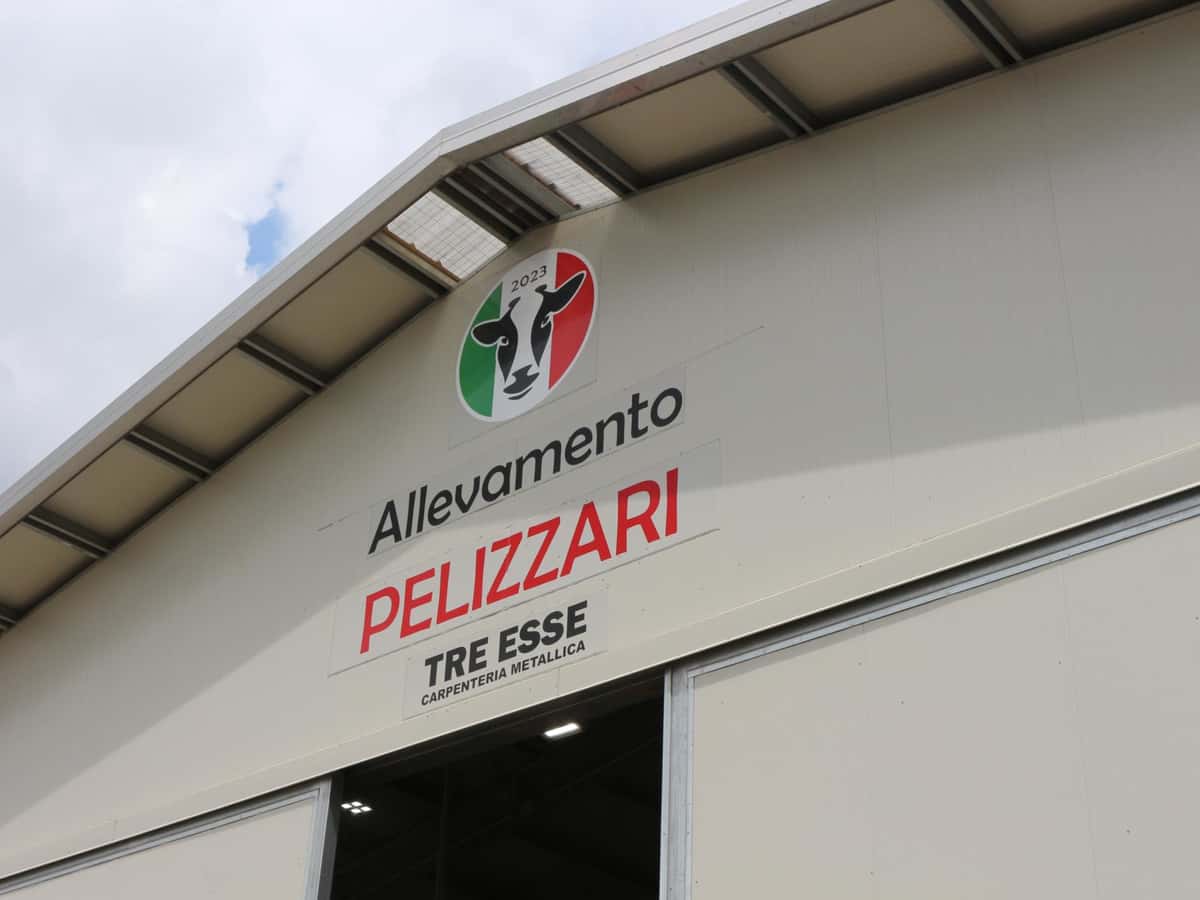 2023
Allevamento
PELIZZARI
TRE ESSE
CARPENTERIA METALLICA